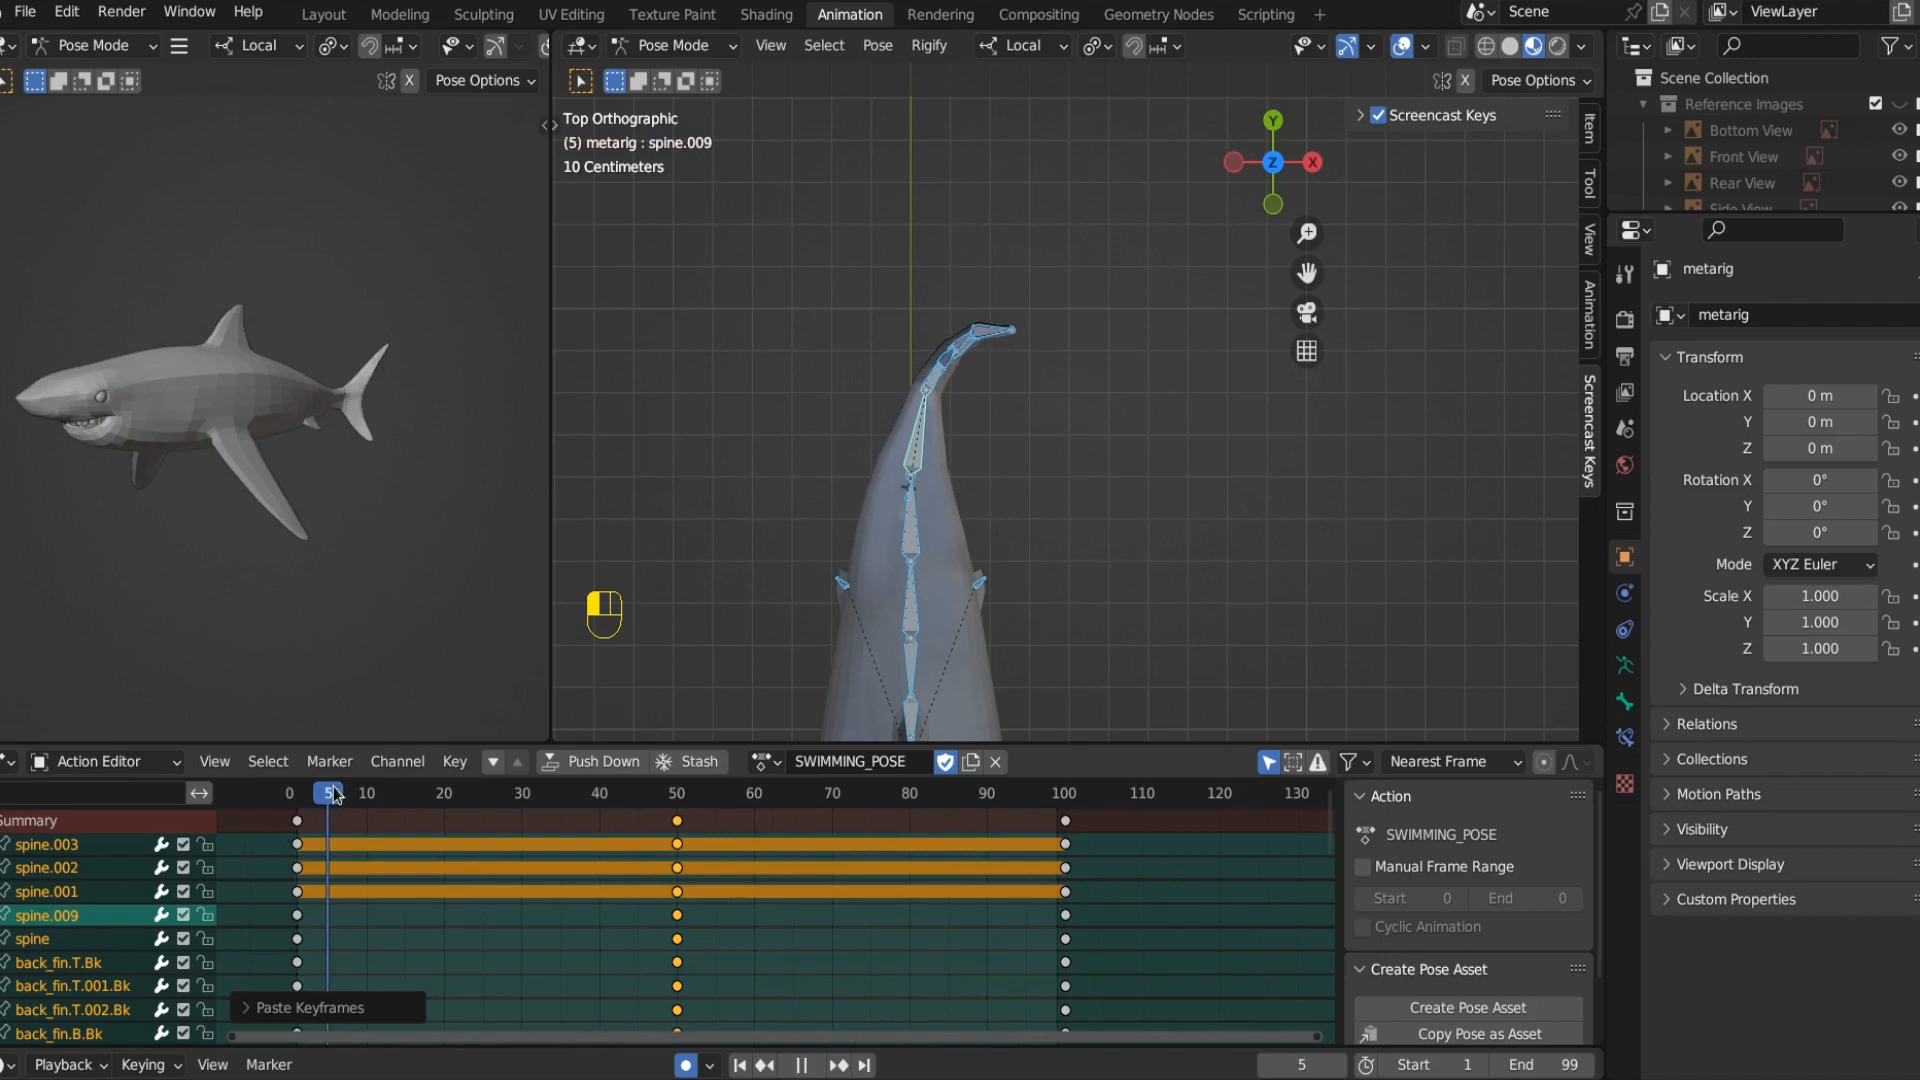 File Edit Render Window Help Layout Modeling Sculpting UV Editing Texture Paint Shading Animation Rendering Compositing Geometry Nodes Scripting + Scene ViewLayer
Pose Mode Local Pose Mode View Select Pose Rigify Local
X Pose Options X Pose Options
Scene Collection
Reference Images
Bottom View
Front View
Rear View
Side View
Top Orthographic
(5) metarig : spine.009
10 Centimeters
Screencast Keys
Y
Z
X
Item
Tool
View
Animation
Screencast Keys
metarig
metarig
Transform
Location X 0 m
Y 0 m
Z 0 m
Rotation X 0°
Y 0°
Z 0°
Mode XYZ Euler
Scale X 1.000
Y 1.000
Z 1.000
Delta Transform
Relations
Collections
Motion Paths
Visibility
Viewport Display
Custom Properties
Action Editor View Select Marker Channel Key Push Down Stash SWIMMING_POSE Nearest Frame
0 5 10 20 30 40 50 60 70 80 90 100 110 120 130
Summary
spine.003
spine.002
spine.001
spine.009
spine
back_fin.T.Bk
back_fin.T.001.Bk
back_fin.T.002.Bk
back_fin.B.Bk
Paste Keyframes
Action
SWIMMING_POSE
Manual Frame Range
Start 0 End 0
Cyclic Animation
Create Pose Asset
Create Pose Asset
Copy Pose as Asset
Playback Keying View Marker 5 Start 1 End 99